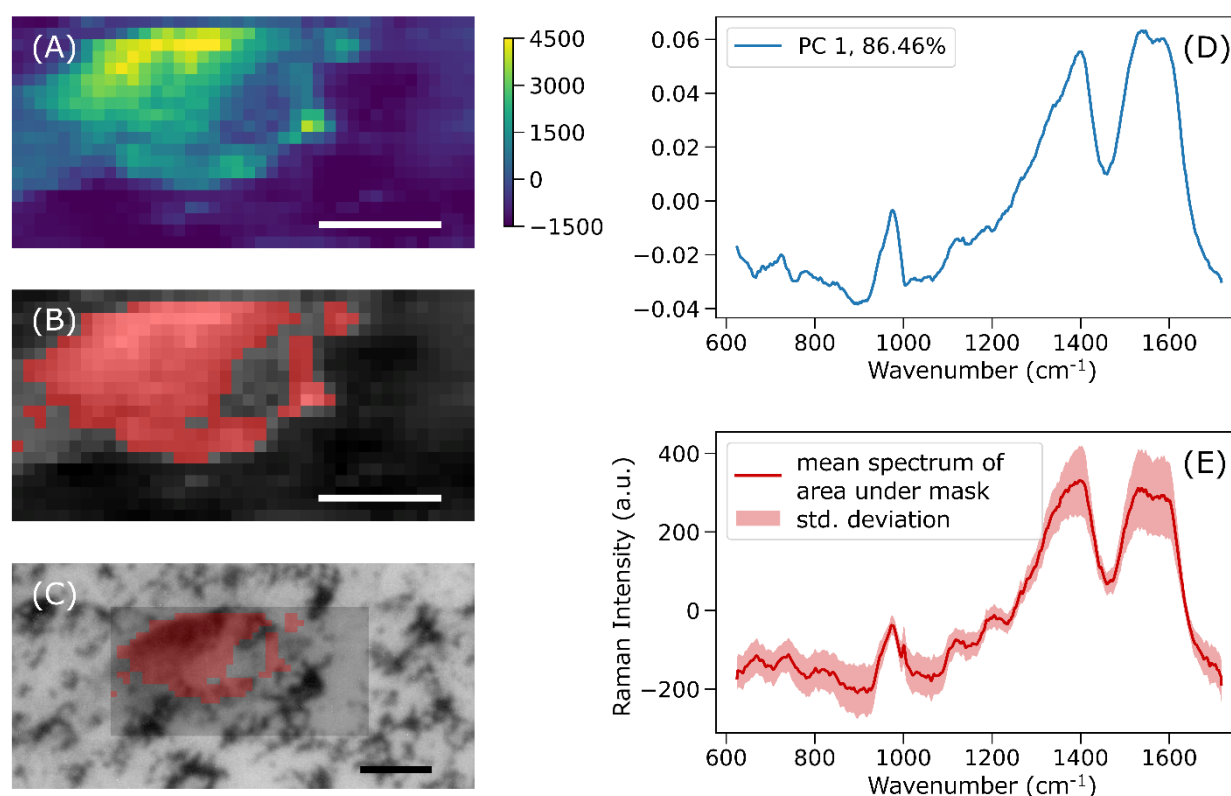 (A)
4500
3000
1500
0
−1500
(B)
(C)
(D)
PC 1, 86.46%
0.06
0.04
0.02
0.00
−0.02
−0.04
600 800 1000 1200 1400 1600
Wavenumber (cm⁻¹)
(E)
mean spectrum of
area under mask
std. deviation
Raman Intensity (a.u.)
400
200
0
−200
600 800 1000 1200 1400 1600
Wavenumber (cm⁻¹)